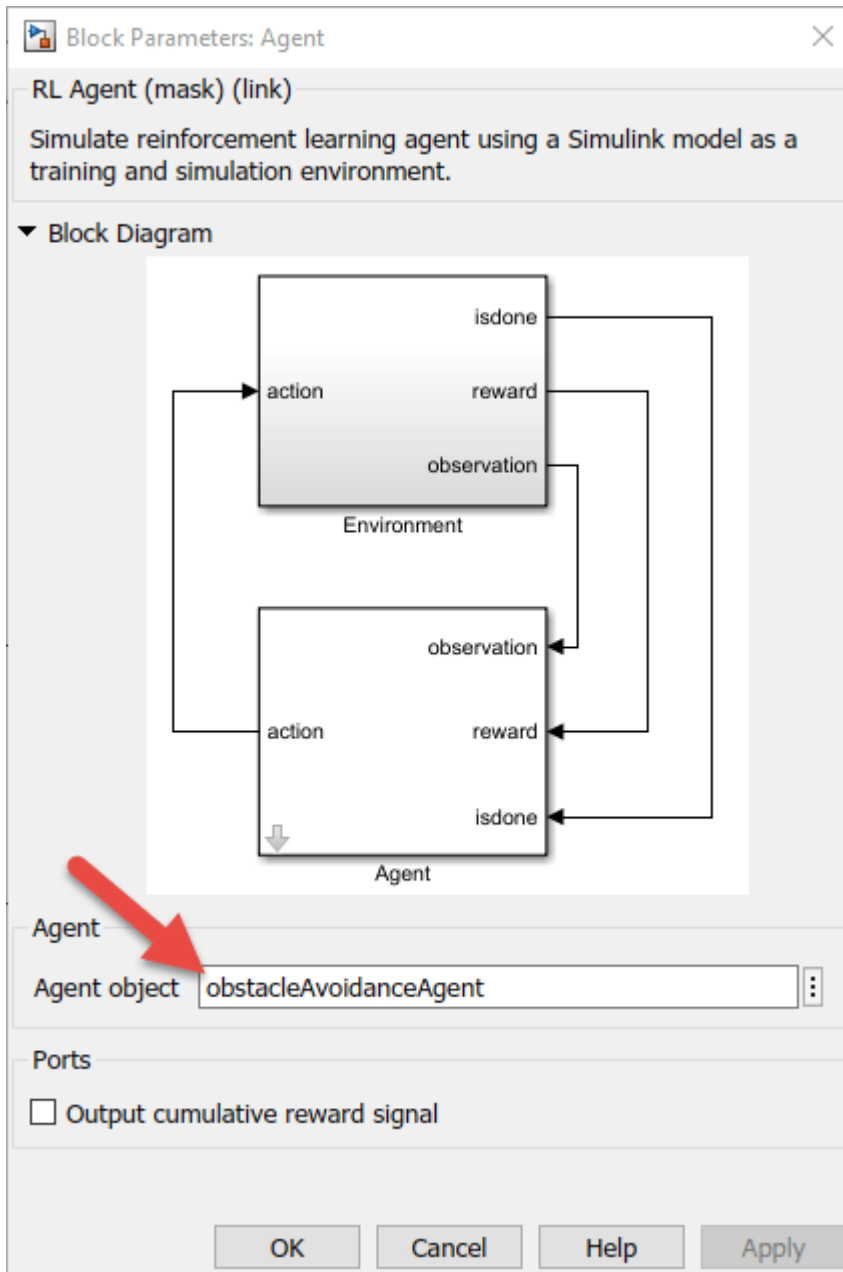 Block Parameters: Agent
RL Agent (mask) (link)
Simulate reinforcement learning agent using a Simulink model as a
training and simulation environment.
Block Diagram
isdone
action
reward
observation
Environment
observation
action
reward
isdone
Agent
Agent
Agent object obstacleAvoidanceAgent
Ports
Output cumulative reward signal
OK Cancel Help Apply